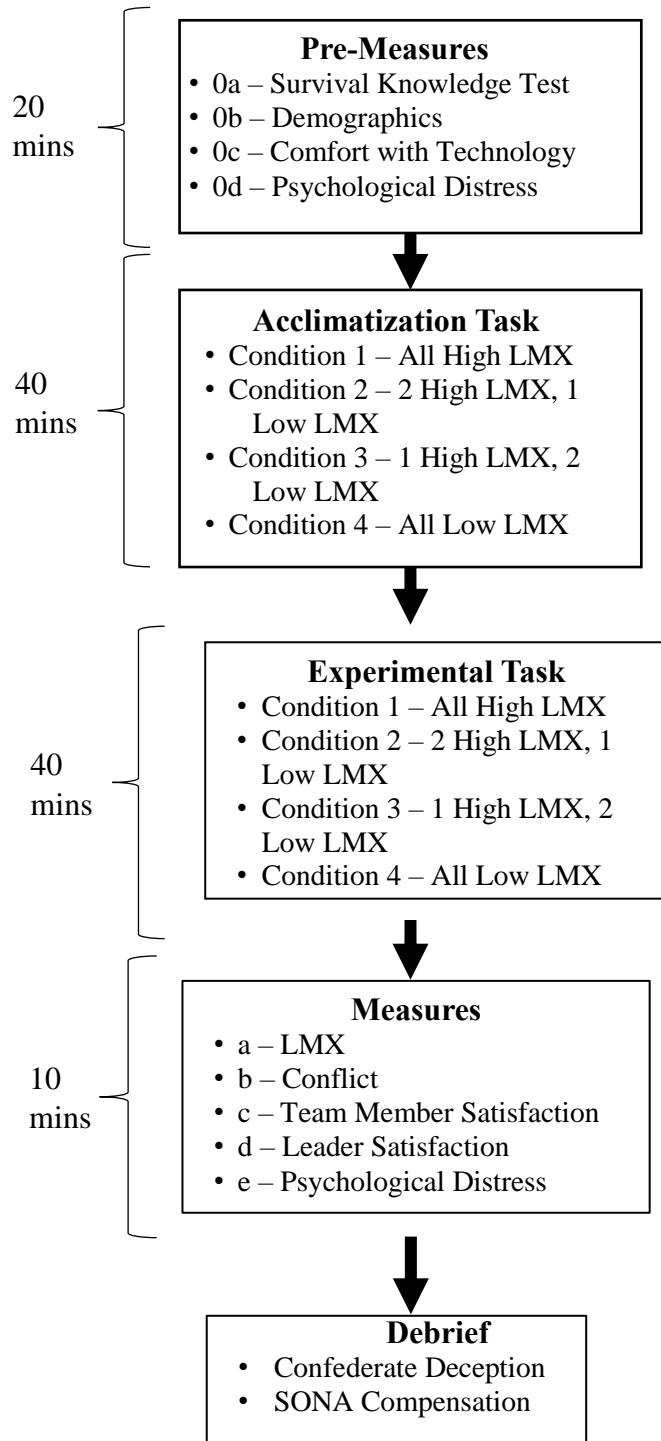 Pre-Measures
• 0a – Survival Knowledge Test
• 0b – Demographics
• 0c – Comfort with Technology
• 0d – Psychological Distress
20
mins
Acclimatization Task
• Condition 1 – All High LMX
• Condition 2 – 2 High LMX, 1
Low LMX
• Condition 3 – 1 High LMX, 2
Low LMX
• Condition 4 – All Low LMX
40
mins
Experimental Task
• Condition 1 – All High LMX
• Condition 2 – 2 High LMX, 1
Low LMX
• Condition 3 – 1 High LMX, 2
Low LMX
• Condition 4 – All Low LMX
40
mins
Measures
• a – LMX
• b – Conflict
• c – Team Member Satisfaction
• d – Leader Satisfaction
• e – Psychological Distress
10
mins
Debrief
• Confederate Deception
• SONA Compensation